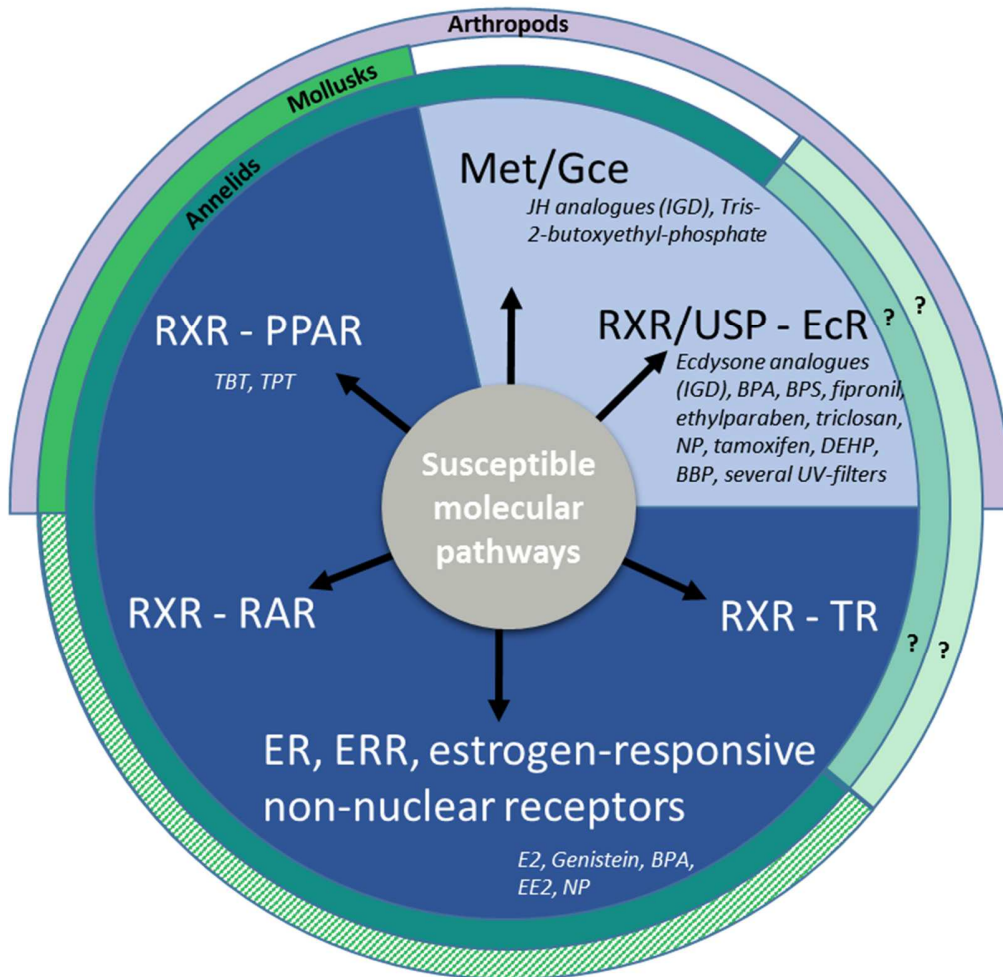 Arthropods
Mollusks
Annelids
Met/Gce
JH analogues (IGD), Tris-
2-butoxyethyl-phosphate
RXR - PPAR
TBT, TPT
RXR/USP - EcR
Ecdysone analogues
(IGD), BPA, BPS, fipronil,
ethylparaben, triclosan,
NP, tamoxifen, DEHP,
BBP, several UV-filters
? ?
Susceptible
molecular
pathways
RXR - RAR
RXR - TR
? ?
ER, ERR, estrogen-responsive
non-nuclear receptors
E2, Genistein, BPA,
EE2, NP